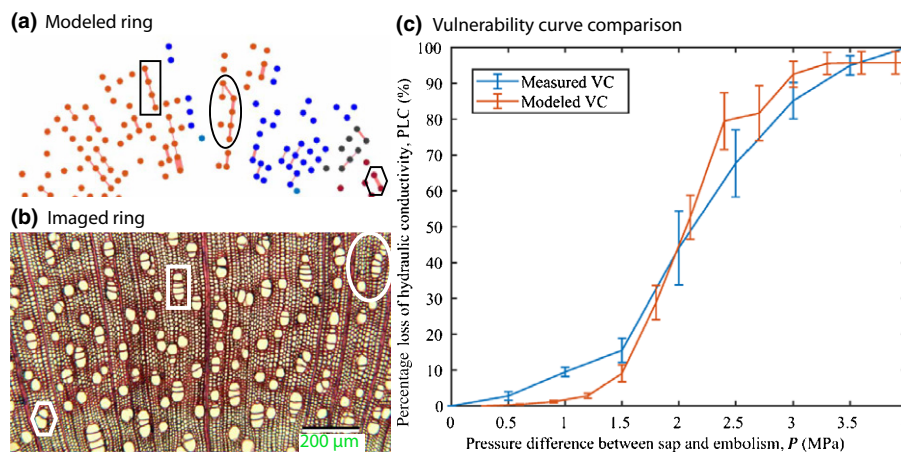 (a) Modeled ring
(b) Imaged ring
200 µm
(c) Vulnerability curve comparison
Percentage loss of hydraulic conductivity, PLC (%)
100
90
80
70
60
50
40
30
20
10
0
Measured VC
Modeled VC
0 0.5 1 1.5 2 2.5 3 3.5
Pressure difference between sap and embolism, P (MPa)